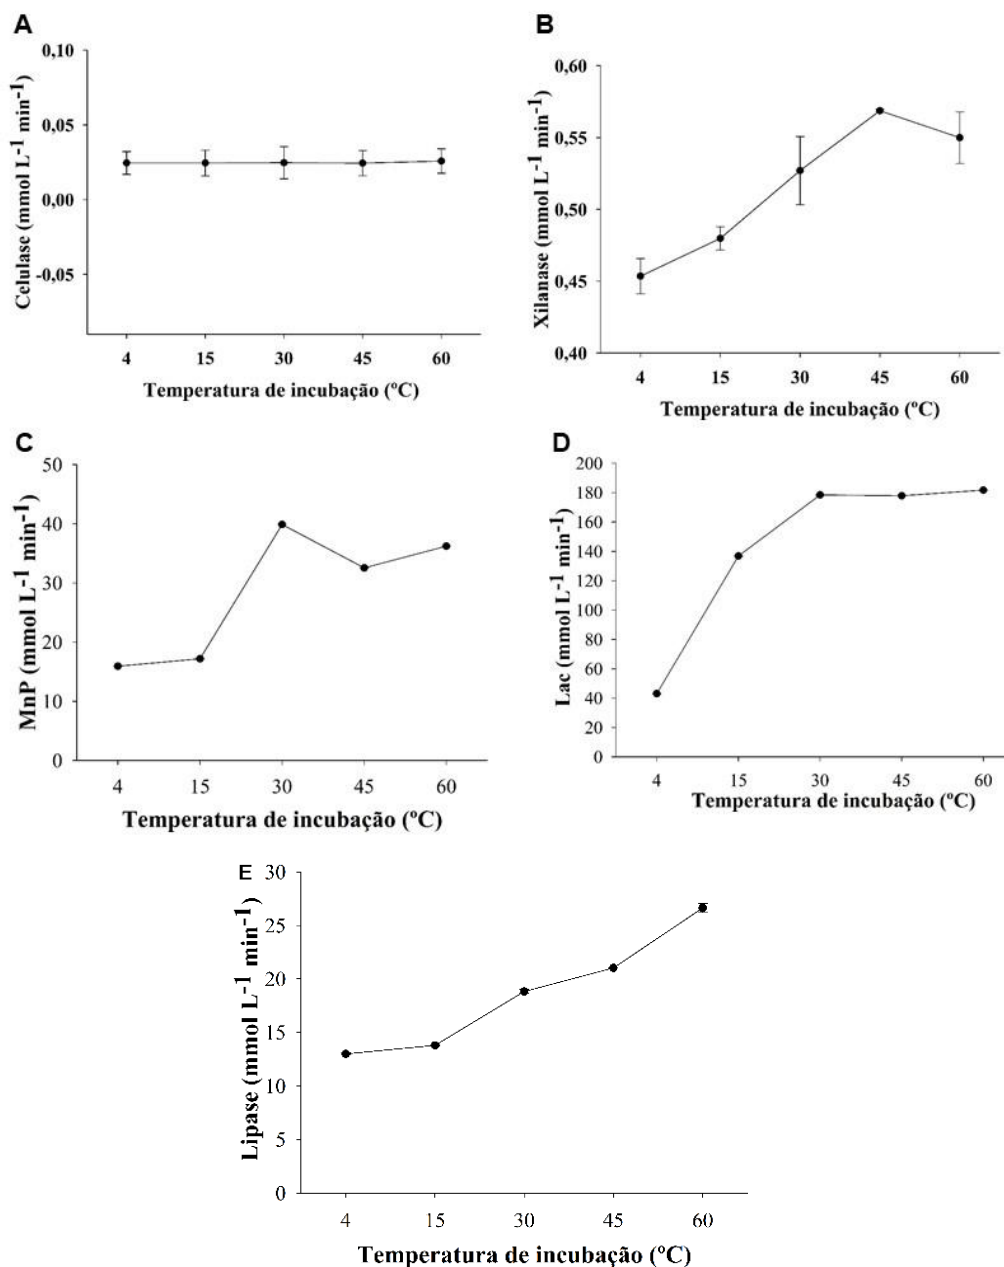 A
Celulase (mmol L-1 min-1)
0,10
0,05
0,00
-0,05
4 15 30 45 60
Temperatura de incubação (ºC)
B
Xilanase (mmol L-1 min-1)
0,60
0,55
0,50
0,45
0,40
4 15 30 45 60
Temperatura de incubação (ºC)
C
MnP (mmol L-1 min-1)
50
40
30
20
10
0
4 15 30 45 60
Temperatura de incubação (ºC)
D
Lac (mmol L-1 min-1)
200
180
160
140
120
100
80
60
40
20
0
4 15 30 45 60
Temperatura de incubação (ºC)
E
Lipase (mmol L-1 min-1)
30
25
20
15
10
5
0
4 15 30 45 60
Temperatura de incubação (ºC)